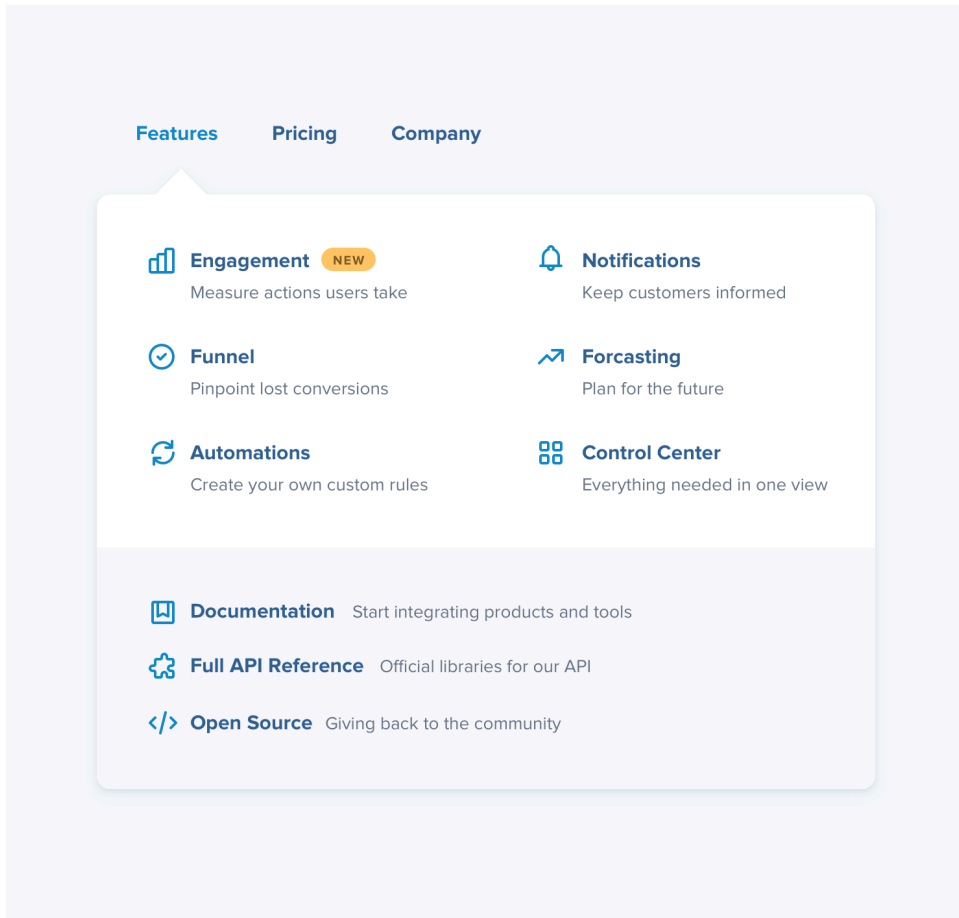 Features Pricing Company
Engagement NEW
Measure actions users take
Notifications
Keep customers informed
Funnel
Pinpoint lost conversions
Forcasting
Plan for the future
Automations
Create your own custom rules
Control Center
Everything needed in one view
Documentation Start integrating products and tools
Full API Reference Official libraries for our API
Open Source Giving back to the community